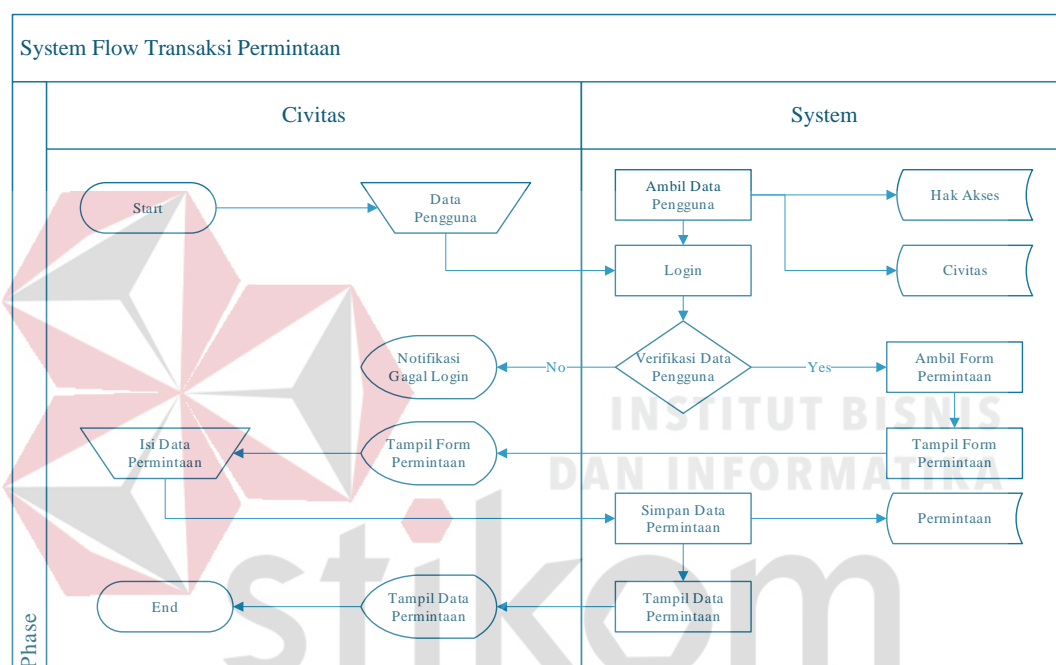 System Flow Transaksi Permintaan
Civitas
System
Phase
Start
Data
Pengguna
Ambil Data
Pengguna
Hak Akses
Login
Civitas
Notifikasi
Gagal Login
No
Verifikasi Data
Pengguna
Yes
Ambil Form
Permintaan
INSTITUT BISNIS
DAN INFORMATIKA
Isi Data
Permintaan
Tampil Form
Permintaan
Tampil Form
Permintaan
Simpan Data
Permintaan
Permintaan
stikom
End
Tampil Data
Permintaan
Tampil Data
Permintaan